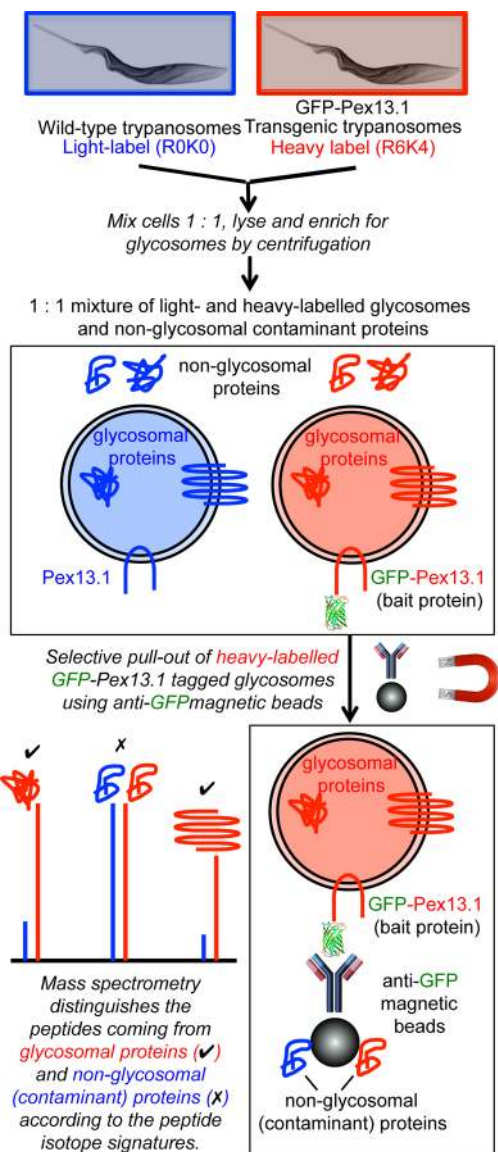 GFP-Pex13.1
Wild-type trypanosomes Transgenic trypanosomes
Light-label (R0K0) Heavy label (R6K4)
Mix cells 1 : 1, lyse and enrich for
glycosomes by centrifugation
1 : 1 mixture of light- and heavy-labelled glycosomes
and non-glycosomal contaminant proteins
non-glycosomal
proteins
glycosomal
proteins
glycosomal
proteins
Pex13.1
GFP-Pex13.1
(bait protein)
Selective pull-out of heavy-labelled
GFP-Pex13.1 tagged glycosomes
using anti-GFPmagnetic beads
✔ ✗ ✔
Mass spectrometry
distinguishes the
peptides coming from
glycosomal proteins (✔)
and non-glycosomal
(contaminant) proteins (✗)
according to the peptide
isotope signatures.
glycosomal
proteins
GFP-Pex13.1
(bait protein)
anti-GFP
magnetic
beads
non-glycosomal
(contaminant) proteins